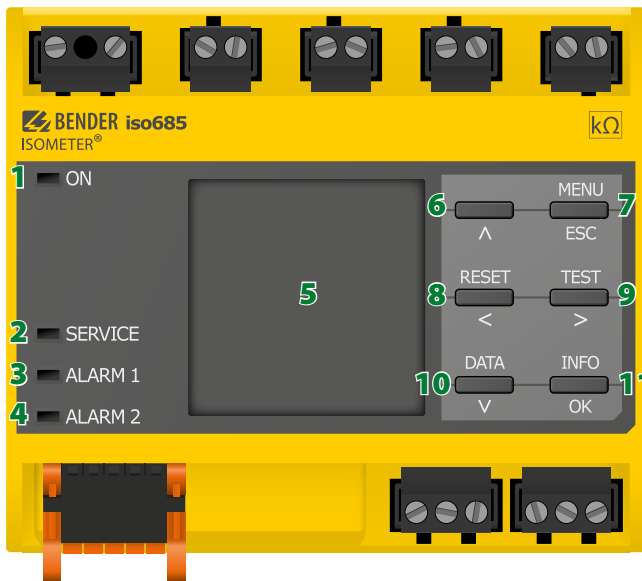 BENDER iso685
ISOMETER®
kΩ
1 ON
2 SERVICE
3 ALARM 1
4 ALARM 2
5
6 ∧
MENU 7
ESC
RESET
8 <
TEST
9 >
DATA
10 ∨
INFO
11
OK